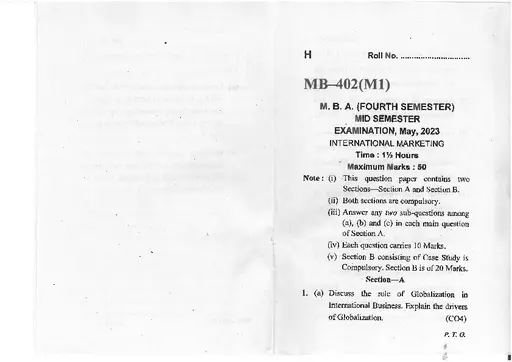 H Roll No. ..............................
MB–402(M1)
M. B. A. (FOURTH SEMESTER)
MID SEMESTER
EXAMINATION, May, 2023
INTERNATIONAL MARKETING
Time : 1½ Hours
Maximum Marks : 50
Note : (i) This question paper contains two
Sections—Section A and Section B.
(ii) Both sections are compulsory.
(iii) Answer any two sub-questions among
(a), (b) and (c) in each main question
of Section A.
(iv) Each question carries 10 Marks.
(v) Section B consisting of Case Study is
Compulsory. Section B is of 20 Marks.
Section—A
1. (a) Discuss the role of Globalization in
International Business. Explain the drivers
of Globalization. (CO4)
P. T. O.